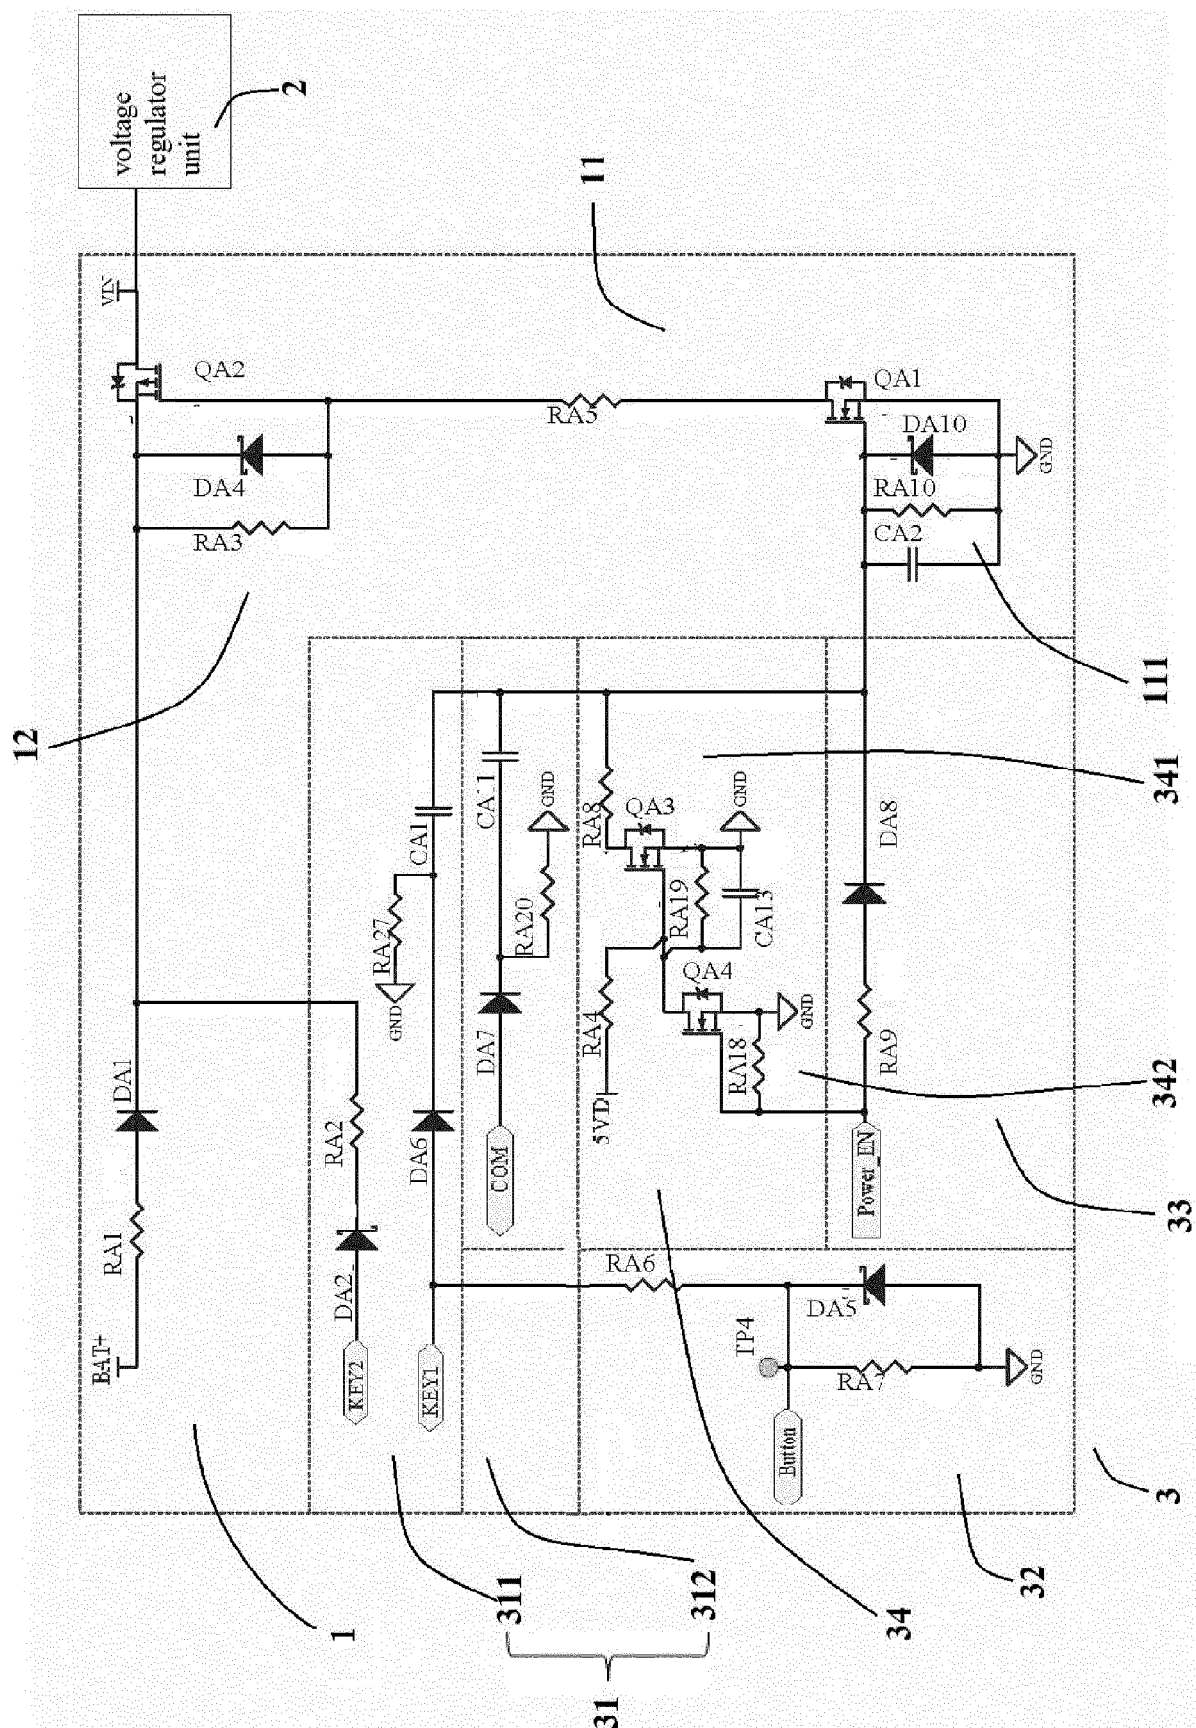 voltage
regulator
unit
2
VIN
11
QA2
DA4
RA3
RA5
QA1
DA10
RA10
CA2
GND
111
12
341
CA1
CA11
RA8
QA3
GND
GND
DA8
RA27
GND
RA20
RA19
CA13
DA7
RA4
QA4
GND
RA18
RA9
342
33
DA1
RA1
BAT+
RA2
DA2
KEY2
DA6
KEY1
COM
5VD
Power_EN
RA6
TP4
DA5
RA7
GND
Button
3
32
34
1
311
312
31